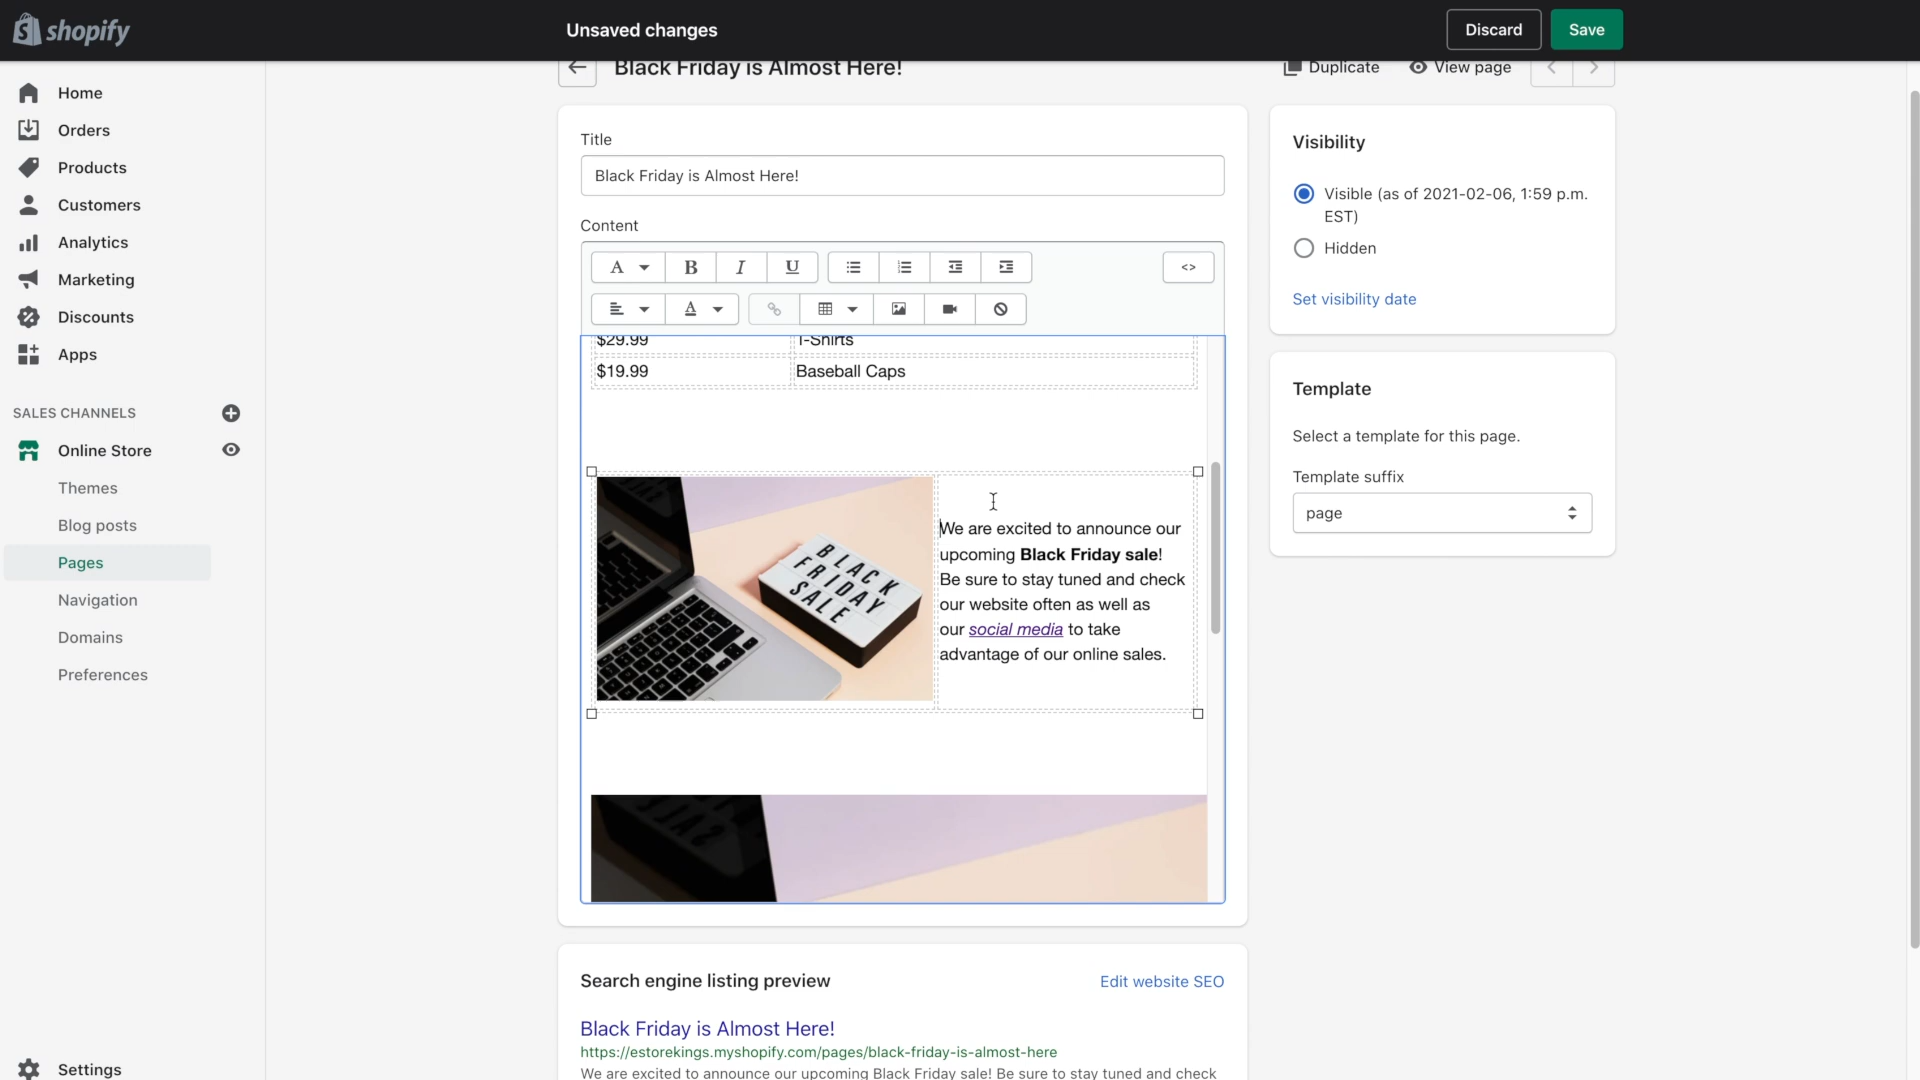 shopify
Unsaved changes
Discard
Save
Black Friday is Almost Here!
Duplicate
View page
Home
Orders
Products
Customers
Analytics
Marketing
Discounts
Apps
SALES CHANNELS
Online Store
Themes
Blog posts
Pages
Navigation
Domains
Preferences
Settings
Title
Black Friday is Almost Here!
Content
A B I U <>
A
$29.99 T-Shirts
$19.99 Baseball Caps
BLACK
FRIDAY
SALE
We are excited to announce our
upcoming Black Friday sale!
Be sure to stay tuned and check
our website often as well as
our social media to take
advantage of our online sales.
Search engine listing preview
Edit website SEO
Black Friday is Almost Here!
https://estorekings.myshopify.com/pages/black-friday-is-almost-here
We are excited to announce our upcoming Black Friday sale! Be sure to stay tuned and check
Visibility
Visible (as of 2021-02-06, 1:59 p.m.
EST)
Hidden
Set visibility date
Template
Select a template for this page.
Template suffix
page